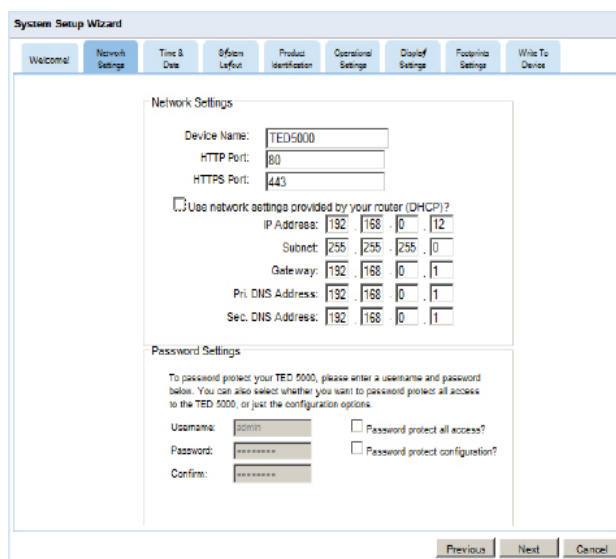 System Setup Wizard
Welcome! Network Settings Time & Date System Layout Product Identification Operational Settings Display Settings Footprints Settings Write To Device
Network Settings
Device Name: TED5000
HTTP Port: 80
HTTPS Port: 443
Use network settings provided by your router (DHCP)?
IP Address: 192 . 168 . 0 . 12
Subnet: 255 . 255 . 255 . 0
Gateway: 192 . 168 . 0 . 1
Pri. DNS Address: 192 . 168 . 0 . 1
Sec. DNS Address: 192 . 168 . 0 . 1
Password Settings
To password protect your TED 5000, please enter a username and password
below. You can also select whether you want to password protect all access
to the TED 5000, or just the configuration options.
Username: admin Password protect all access?
Password: ******** Password protect configuration?
Confirm: ********
Previous Next Cancel